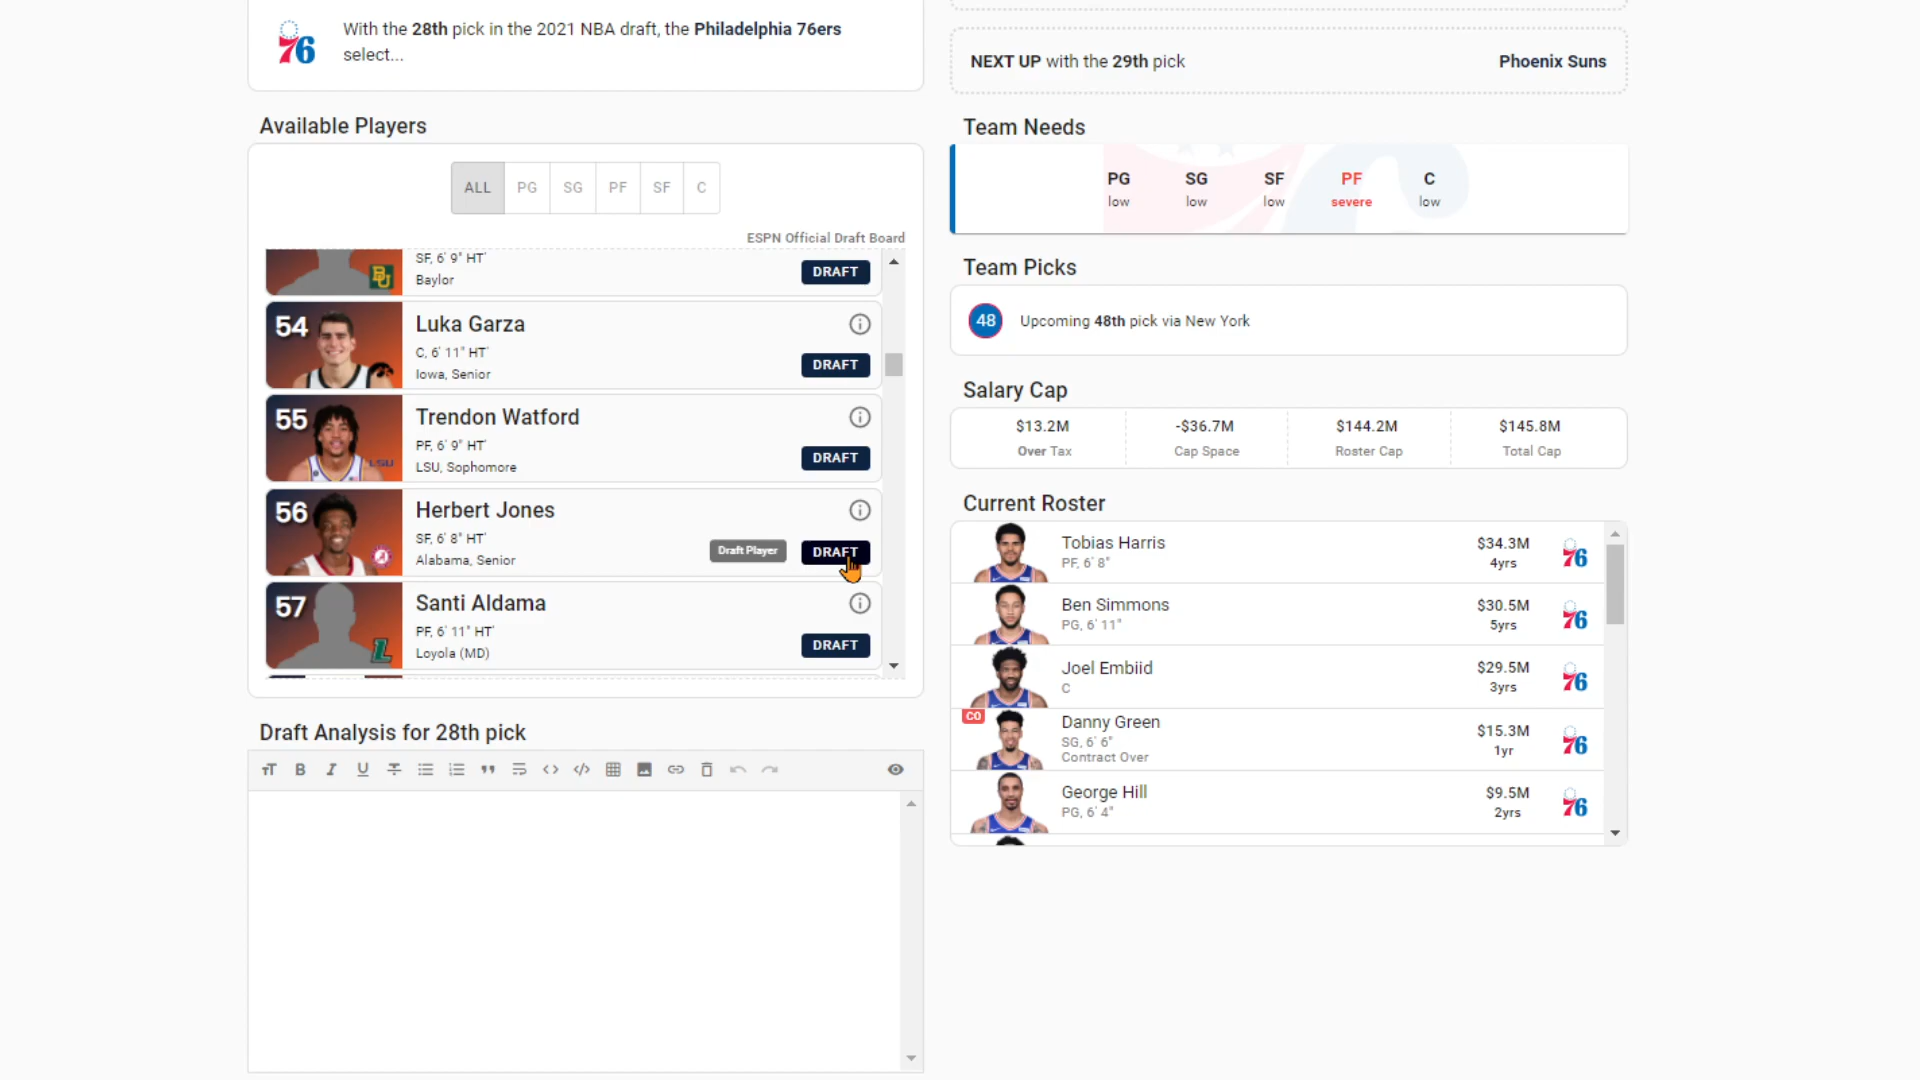 With the 28th pick in the 2021 NBA draft, the Philadelphia 76ers
select...
NEXT UP with the 29th pick
Phoenix Suns
Available Players
ALL PG SG PF SF C
ESPN Official Draft Board
SF, 6' 9" HT
Baylor
DRAFT
54
Luka Garza
C, 6' 11" HT
Iowa, Senior
DRAFT
55
Trendon Watford
PF, 6' 9" HT
LSU, Sophomore
DRAFT
56
Herbert Jones
SF, 6' 8" HT
Alabama, Senior
Draft Player
DRAFT
57
Santi Aldama
PF, 6' 11" HT
Loyola (MD)
DRAFT
Draft Analysis for 28th pick
Team Needs
PG SG SF PF C
low low low severe low
Team Picks
48
Upcoming 48th pick via New York
Salary Cap
$13.2M -$36.7M $144.2M $145.8M
Over Tax Cap Space Roster Cap Total Cap
Current Roster
Tobias Harris
PF, 6' 8"
$34.3M
4yrs
Ben Simmons
PG, 6' 11"
$30.5M
5yrs
Joel Embiid
C
$29.5M
3yrs
CO
Danny Green
SG, 6' 6"
Contract Over
$15.3M
1yr
George Hill
PG, 6' 4"
$9.5M
2yrs